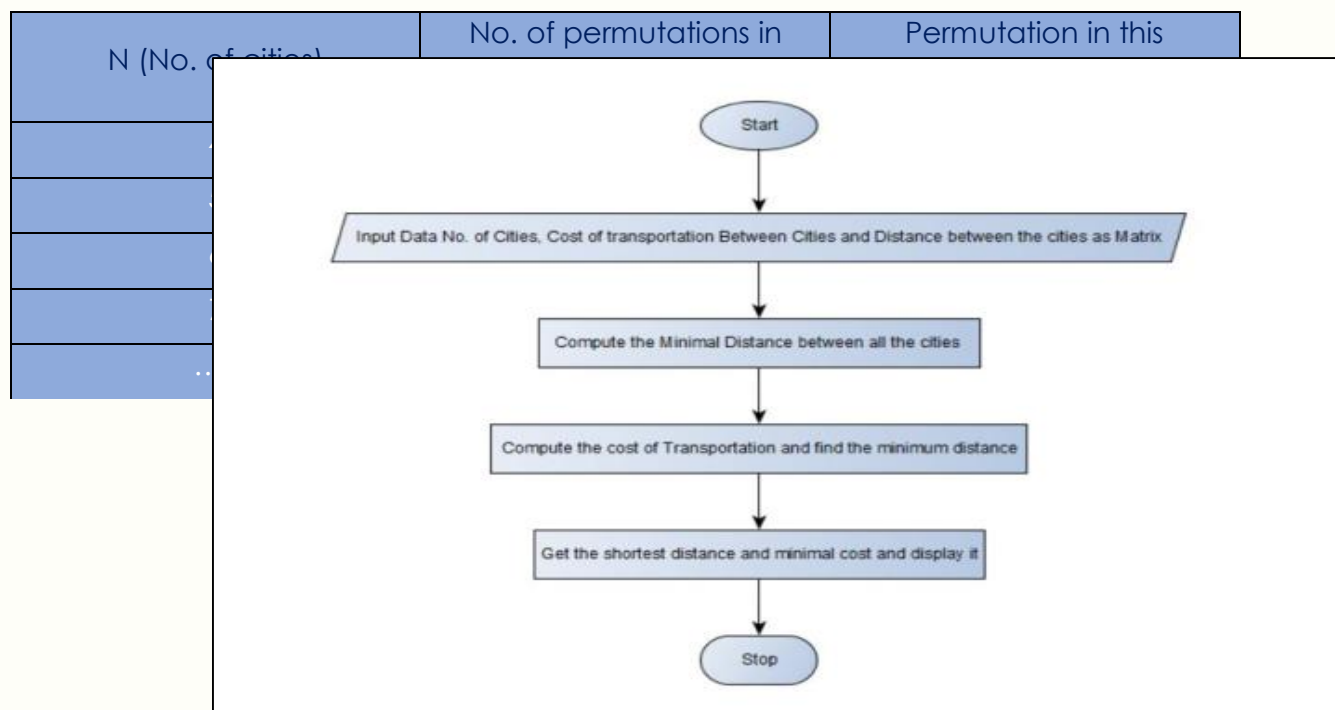 No. of permutations in
Permutation in this
N (No. of cities)
Start
Input Data No. of Cities, Cost of transportation Between Cities and Distance between the cities as Matrix
Compute the Minimal Distance between all the cities
Compute the cost of Transportation and find the minimum distance
Get the shortest distance and minimal cost and display it
Stop